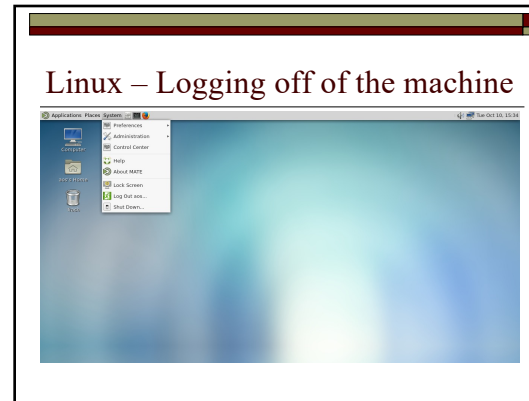 Linux – Logging off of the machine
Applications Places System Tue Oct 10, 15:34
Preferences
Administration
Control Center
Help
About MATE
Lock Screen
Log Out ace...
Shut Down...
Computer
Home